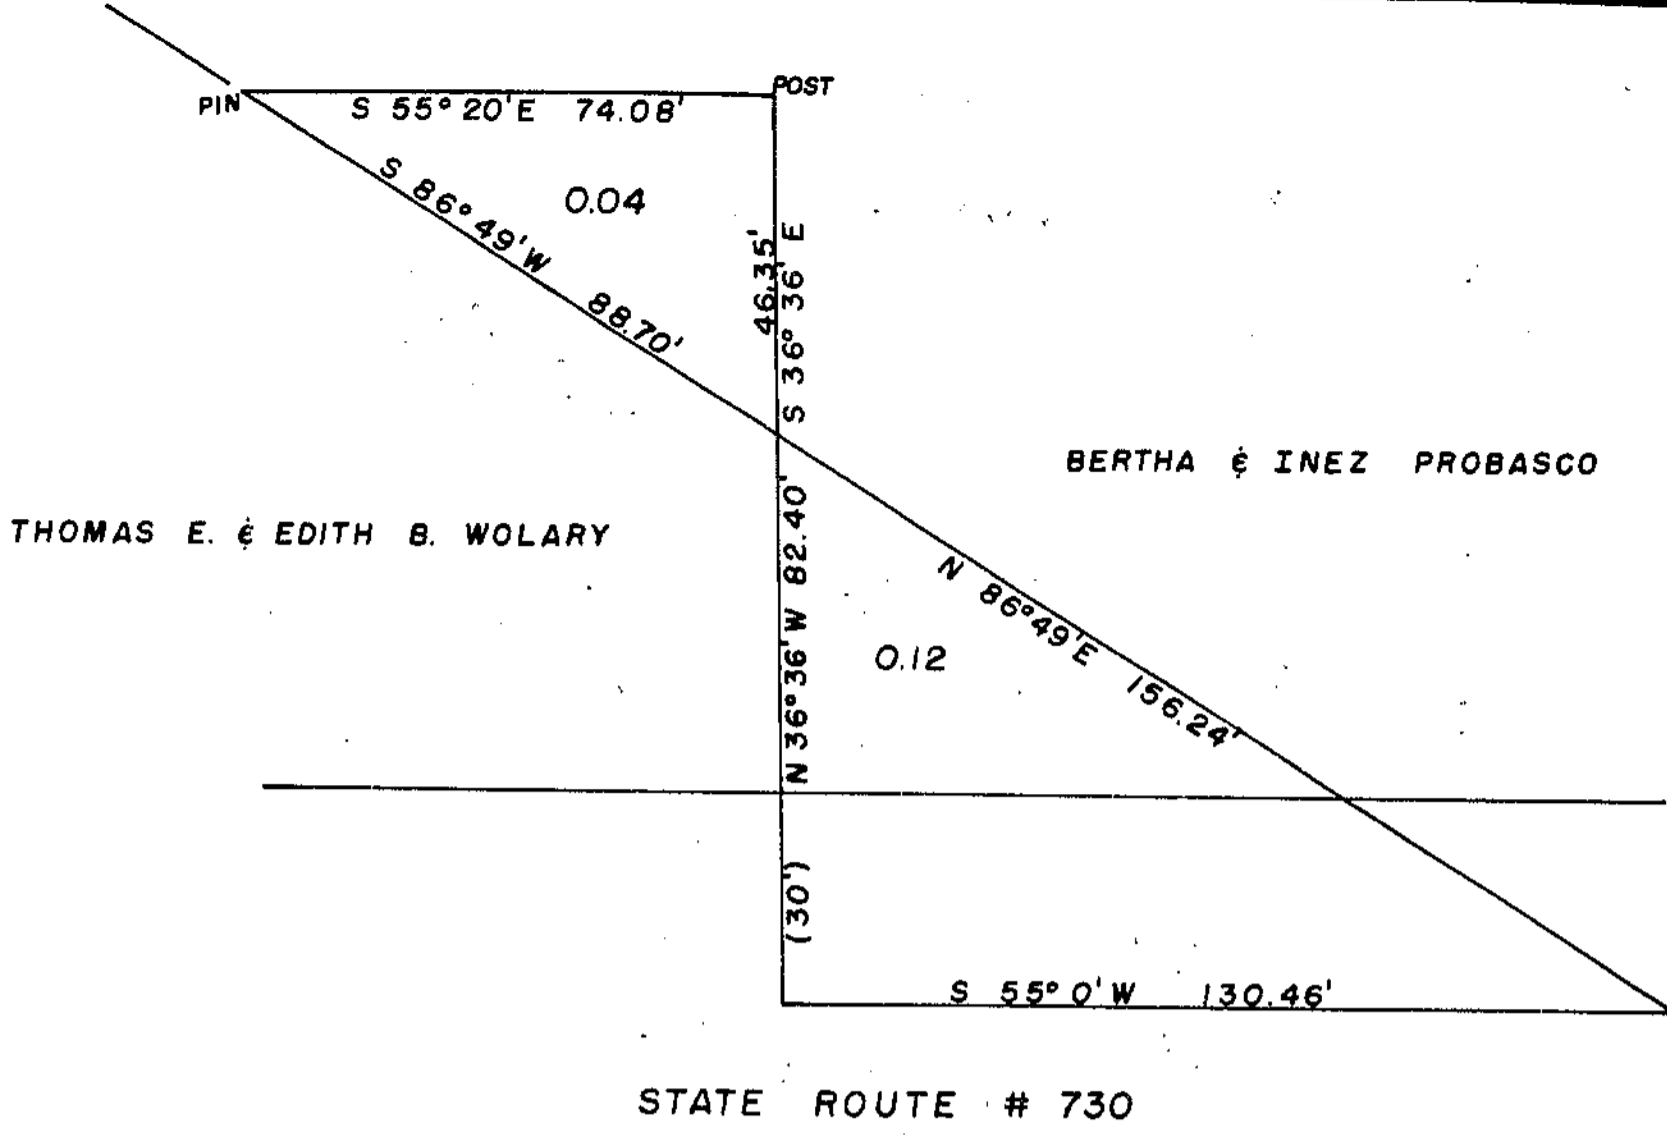 POST
PIN
S 55° 20' E 74.08'
S 86° 49' W 88.70'
0.04
46.35'
S 36° 36' E
BERTHA & INEZ PROBASCO
THOMAS E. & EDITH B. WOLARY
N 36° 36' W 82.40'
N 86° 49' E 156.24'
0.12
(30')
S 55° 0' W 130.46'
STATE ROUTE # 730